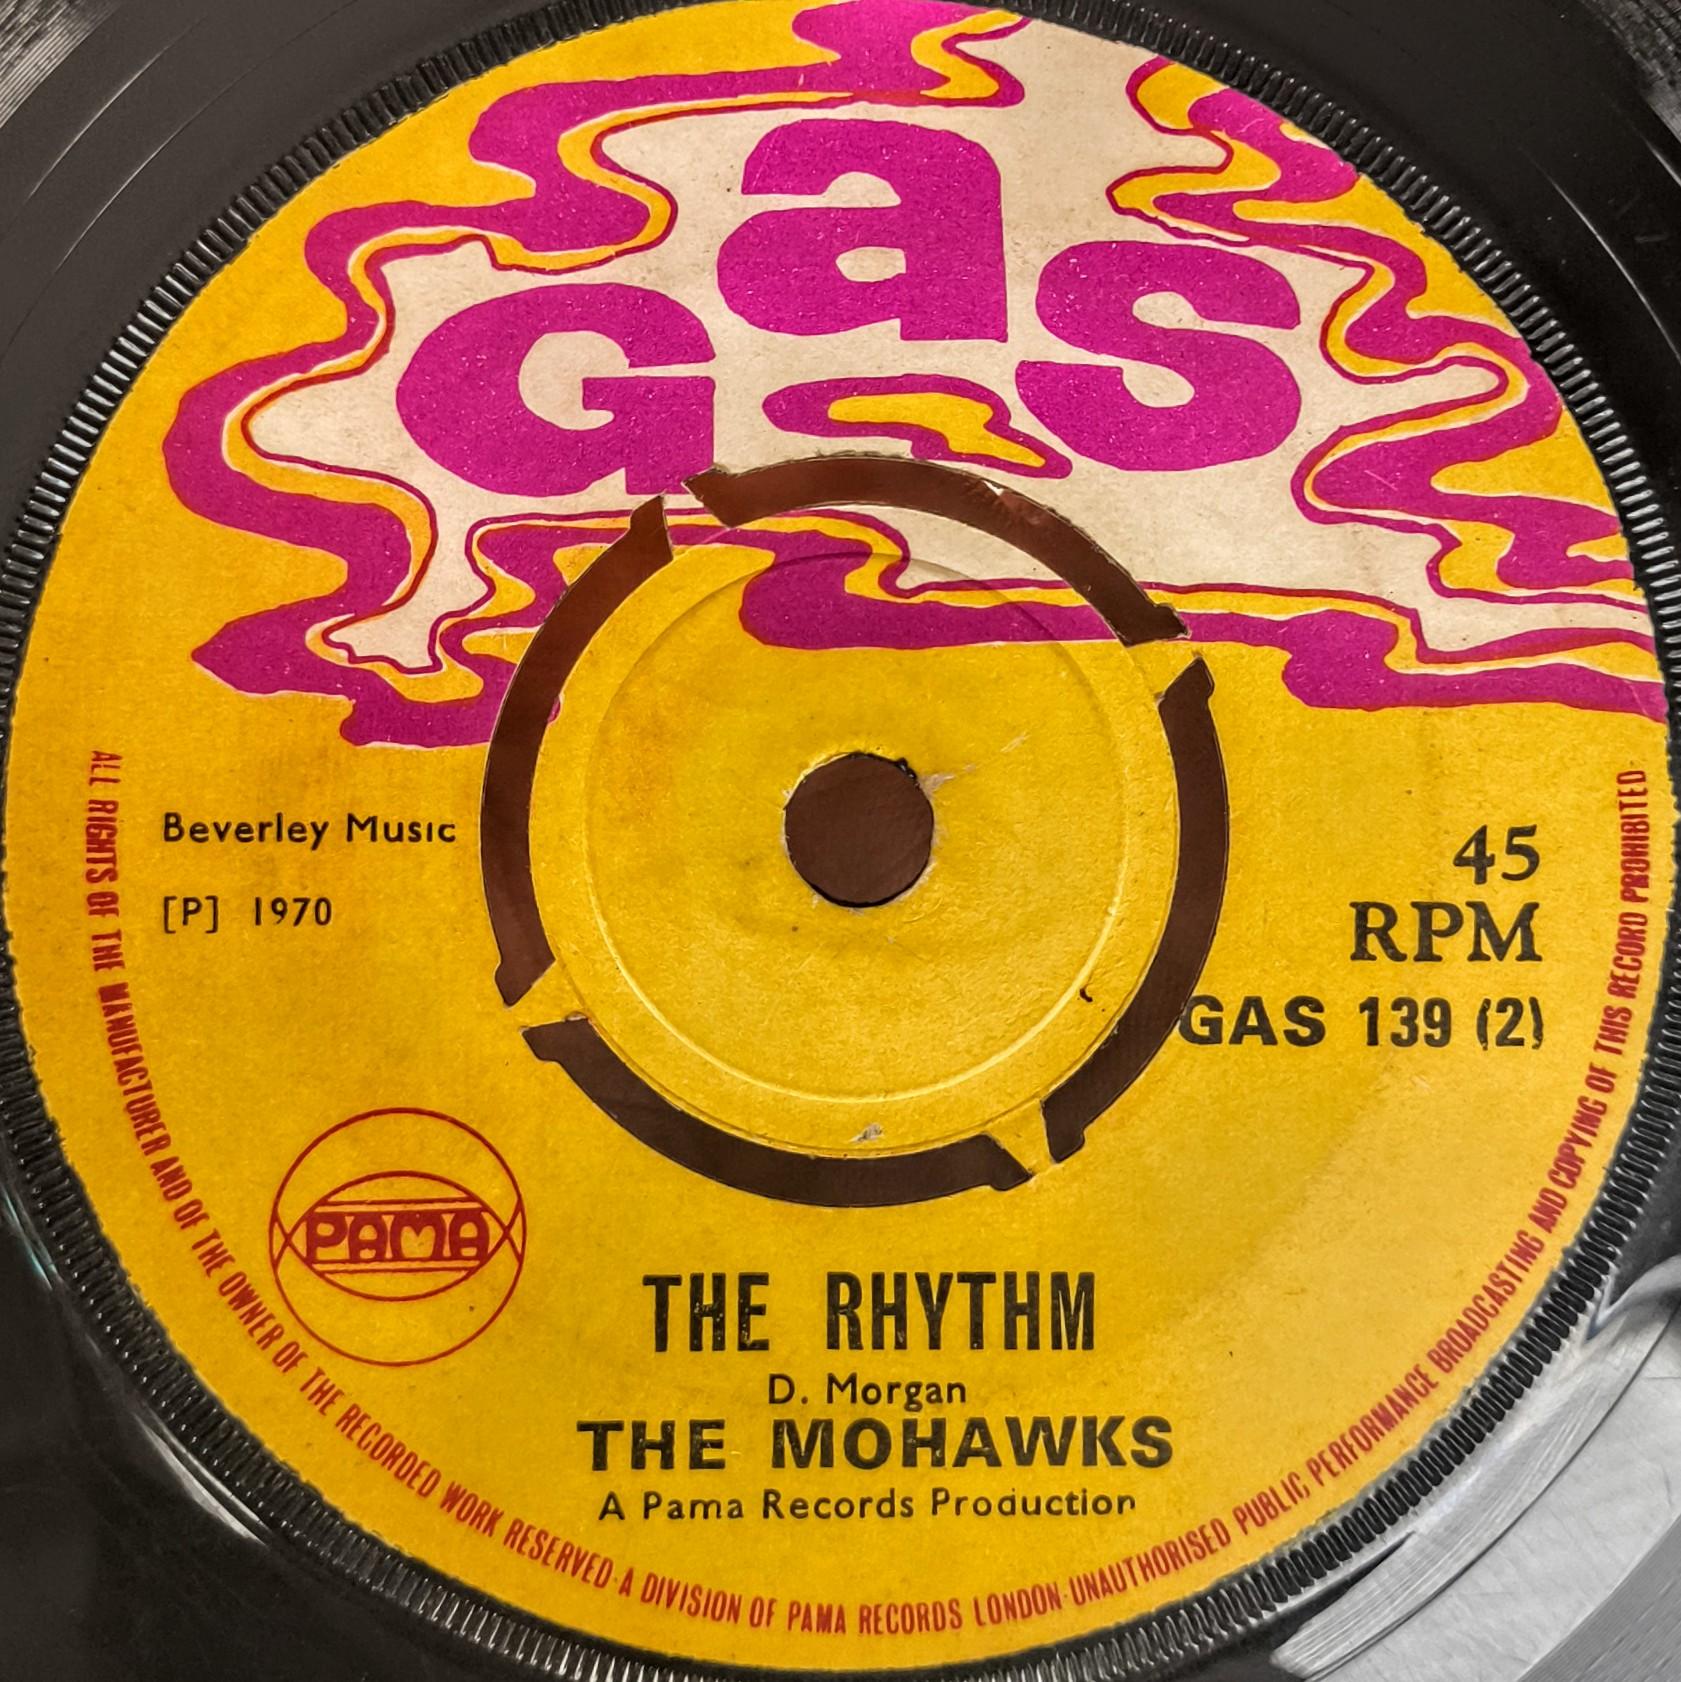 Gas
Beverley Music
[P] 1970
45
RPM
GAS 139 (2)
PAMA
THE RHYTHM
D. Morgan
THE MOHAWKS
A Pama Records Production
ALL RIGHTS OF THE MANUFACTURER AND OF THE OWNER OF THE RECORDED WORK RESERVED·A DIVISION OF PAMA RECORDS LONDON·UNAUTHORISED PUBLIC, PERFORMANCE BROADCASTING AND COPYING OF THIS RECORD PROHIBITED